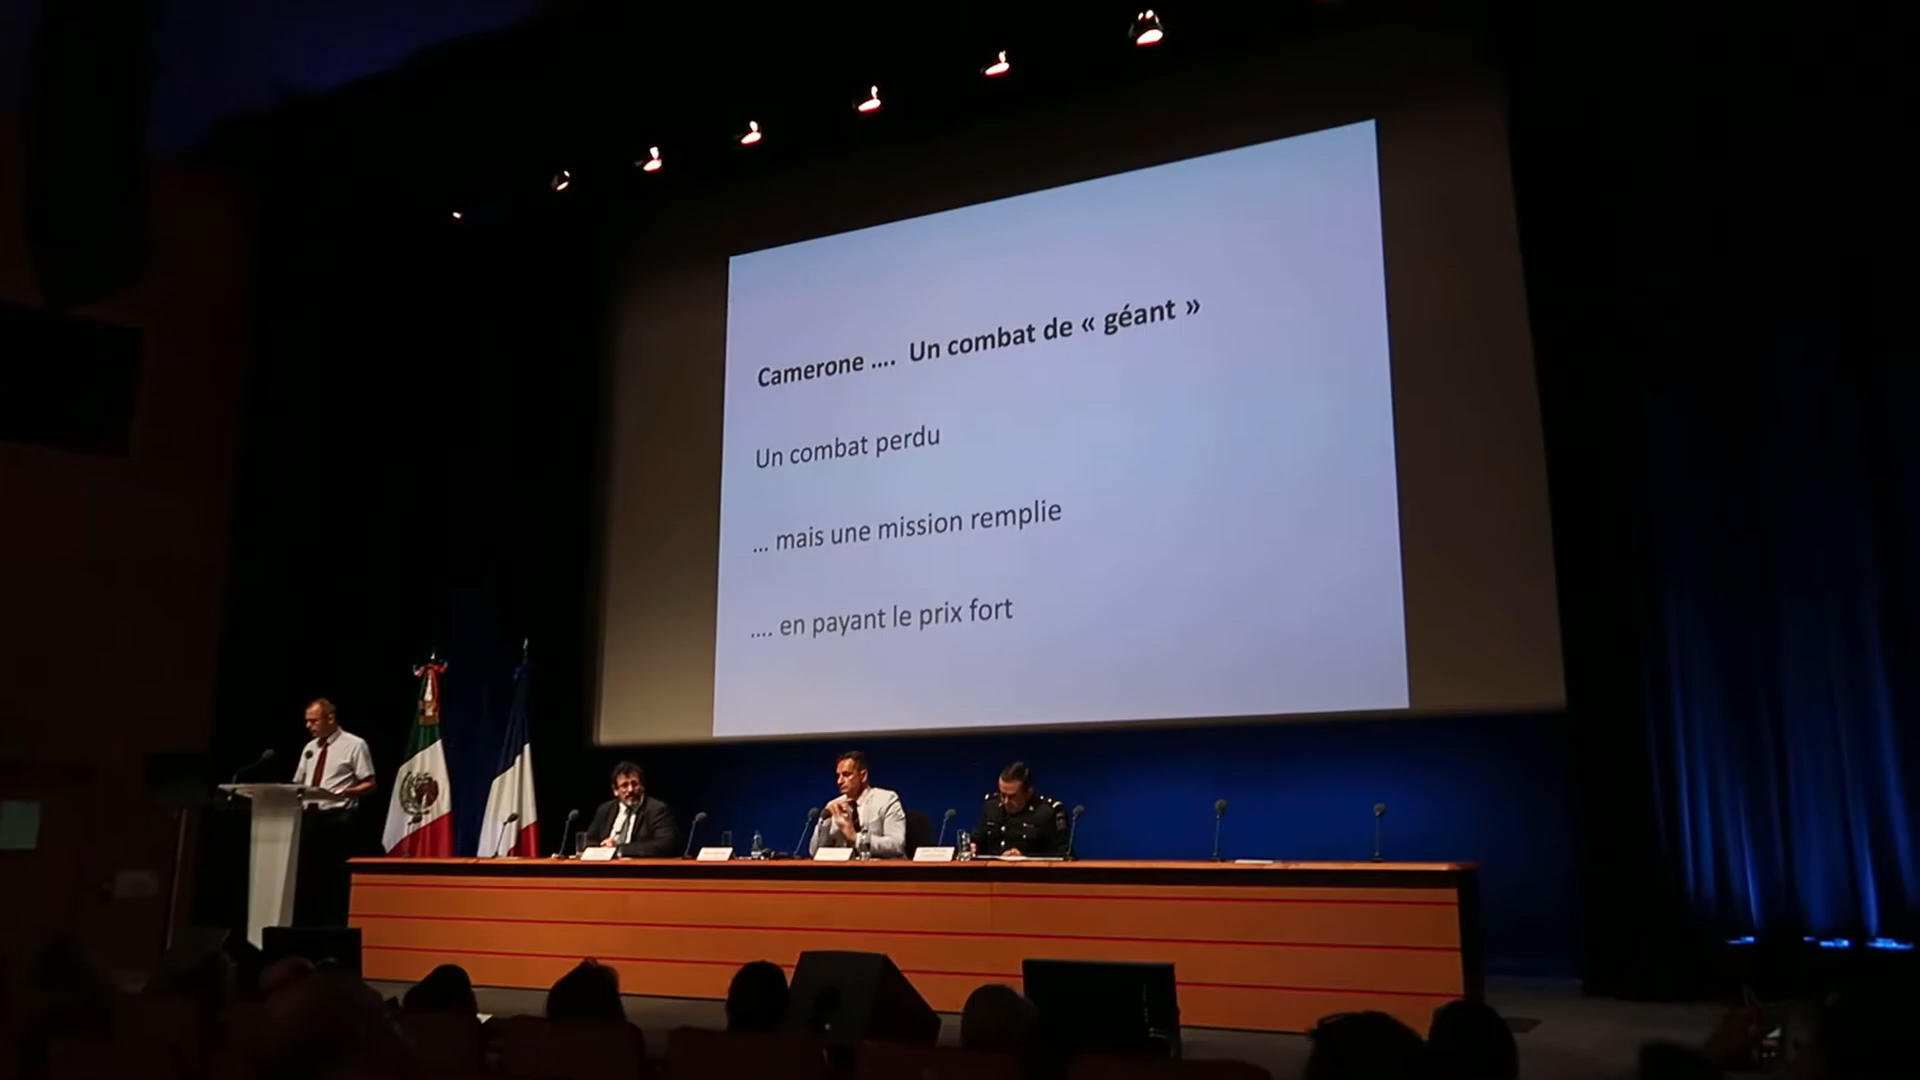 Camerone .... Un combat de « géant »
Un combat perdu
... mais une mission remplie
.... en payant le prix fort